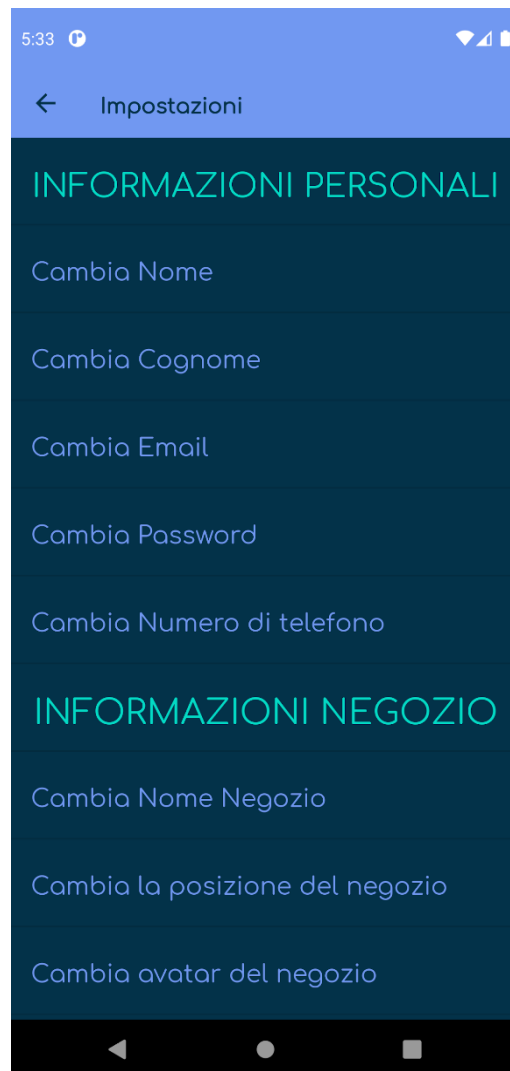 5:33
Impostazioni
INFORMAZIONI PERSONALI
Cambia Nome
Cambia Cognome
Cambia Email
Cambia Password
Cambia Numero di telefono
INFORMAZIONI NEGOZIO
Cambia Nome Negozio
Cambia la posizione del negozio
Cambia avatar del negozio